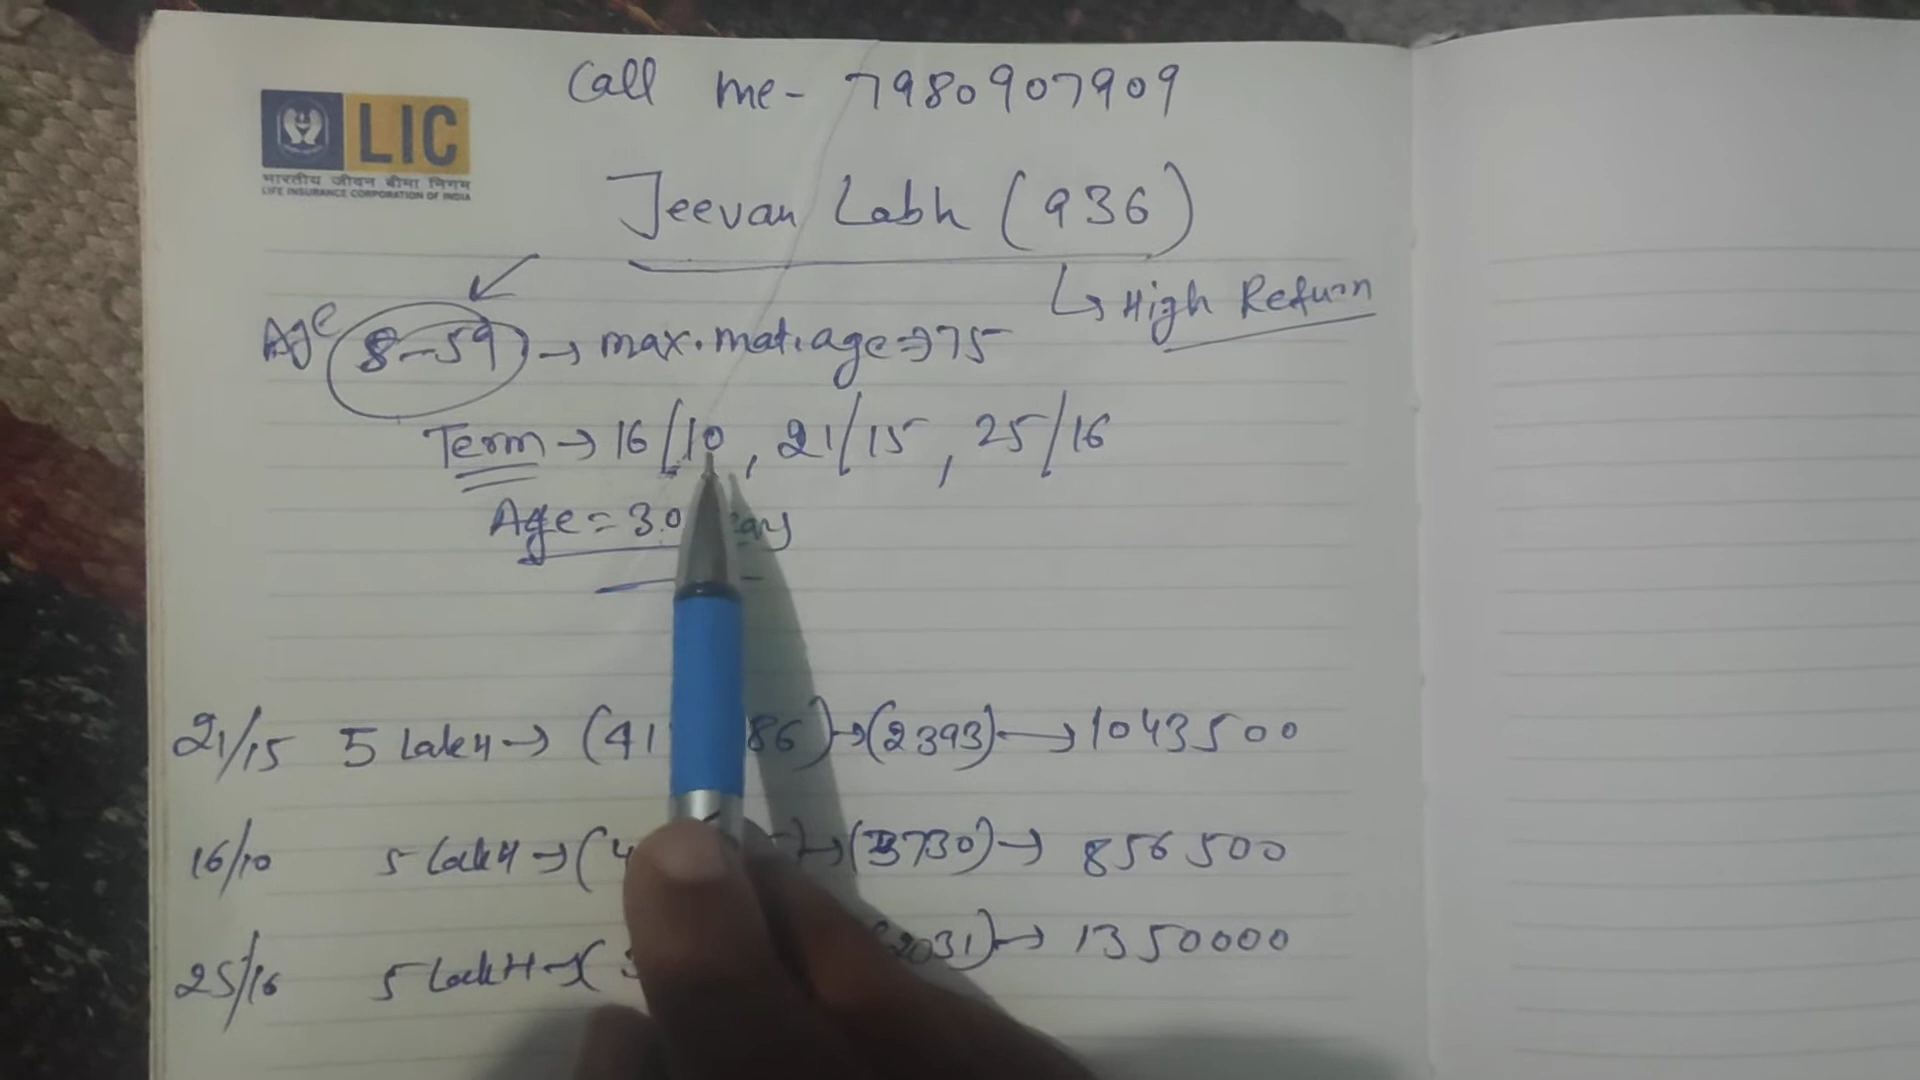 Call me - 7980907909
LIC
भारतीय जीवन बीमा निगम
LIFE INSURANCE CORPORATION OF INDIA
Jeevan Labh (936)
↳ High Return
Age 8-59 → max. mat. age ⇒ 75
Term → 16/10, 21/15, 25/16
Age = 30
21/15 5 Lakh → (41 86) → (2393) → 1043500
16/10 5 Lakh → (4 ) → (3730) → 856500
25/16 5 Lakh → ( 2031) → 1350000